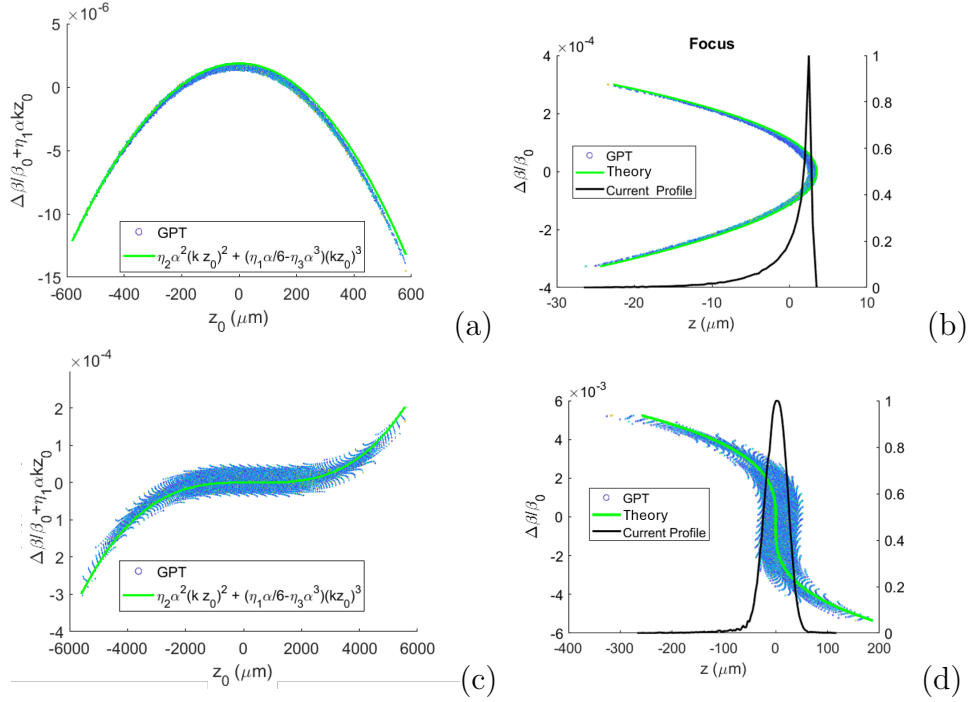 ×10⁻⁶
Δβ/β₀+η₁αkz₀
5
0
-5
-10
-15
-600 -400 -200 0 200 400 600
z₀ (μm)
GPT
η₂α²(k z₀)² + (η₁α/6-η₃α³)(kz₀)³
(a)
Focus
×10⁻⁴
Δβ/β₀
4
2
0
-2
-4
1
0.8
0.6
0.4
0.2
0
-30 -20 -10 0 10
z (μm)
GPT
Theory
Current Profile
(b)
×10⁻⁴
Δβ/β₀+η₁αkz₀
2
1
0
1
2
-3
-4
-6000 -4000 -2000 0 2000 4000 6000
z₀ (μm)
GPT
η₂α²(k z₀)² + (η₁α/6-η₃α³)(kz₀)³
(c)
×10⁻³
Δβ/β₀
6
4
2
0
-2
-4
-6
1
0.8
0.6
0.4
0.2
0
-400 -300 -200 -100 0 100 200
z (μm)
GPT
Theory
Current Profile
(d)